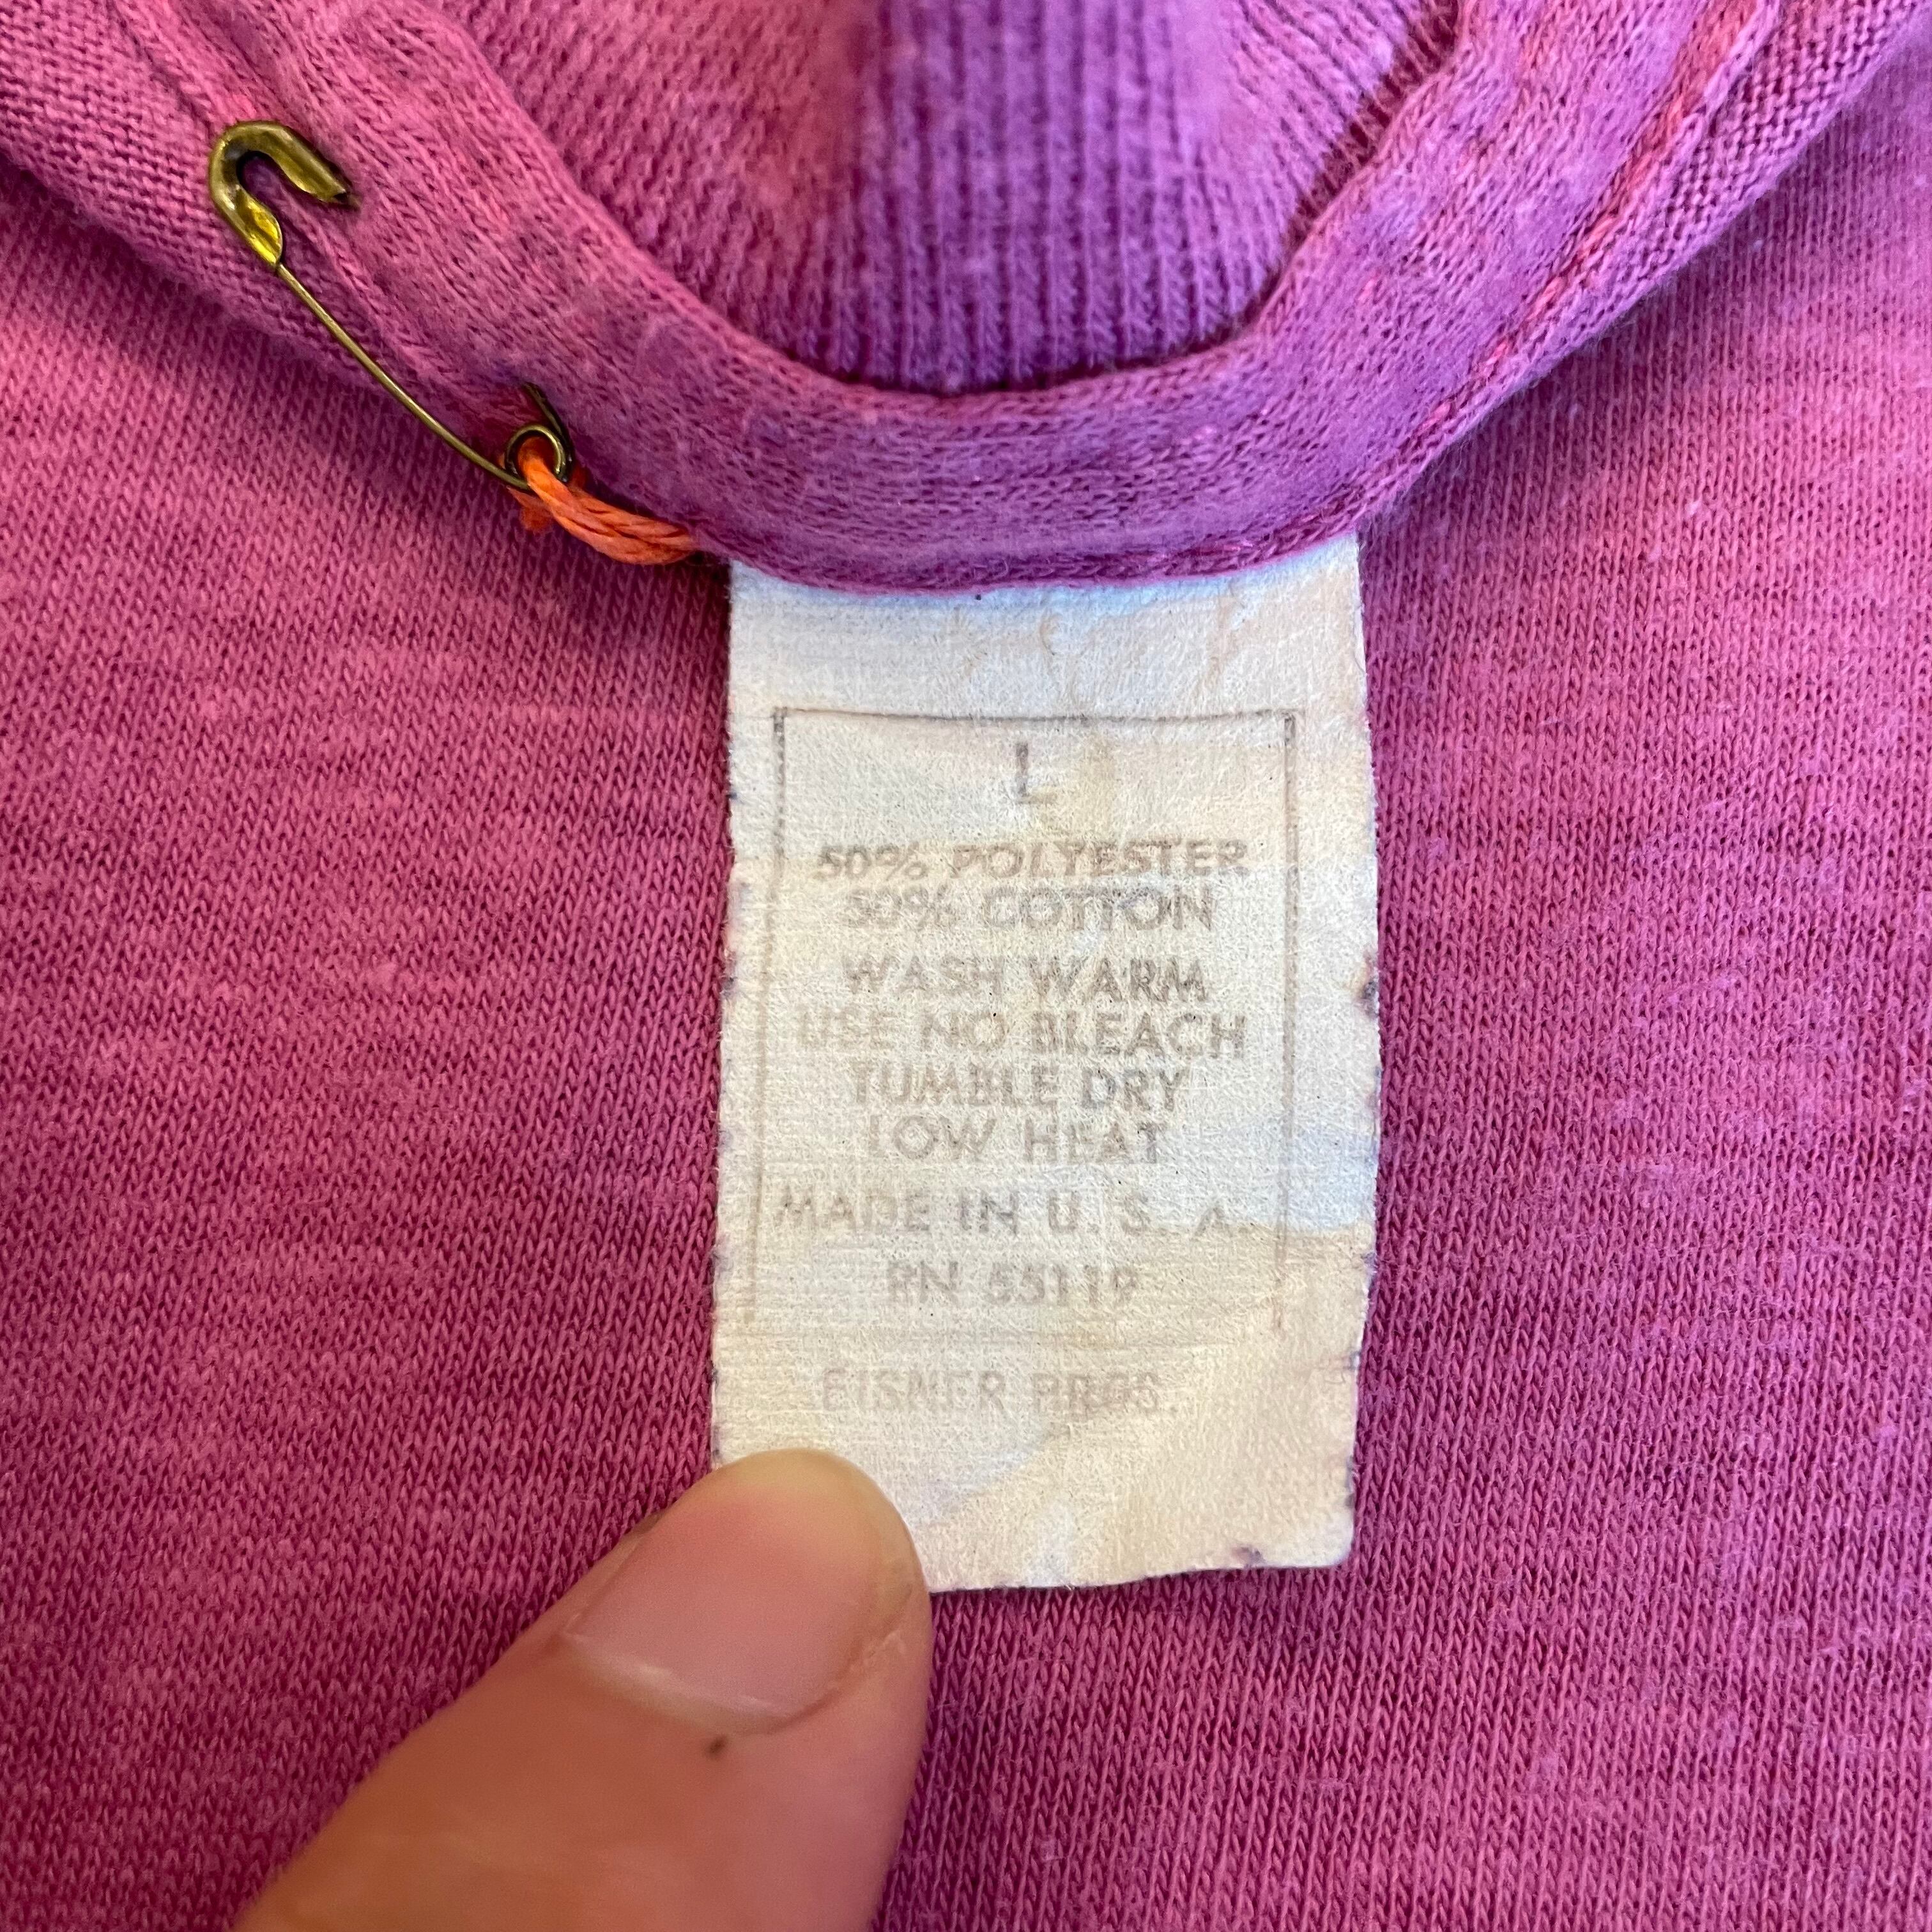 L
50% POLYESTER
50% COTTON
WASH WARM
USE NO BLEACH
TUMBLE DRY
LOW HEAT
MADE IN U. S. A.
RN 55119
EISNER BROS.